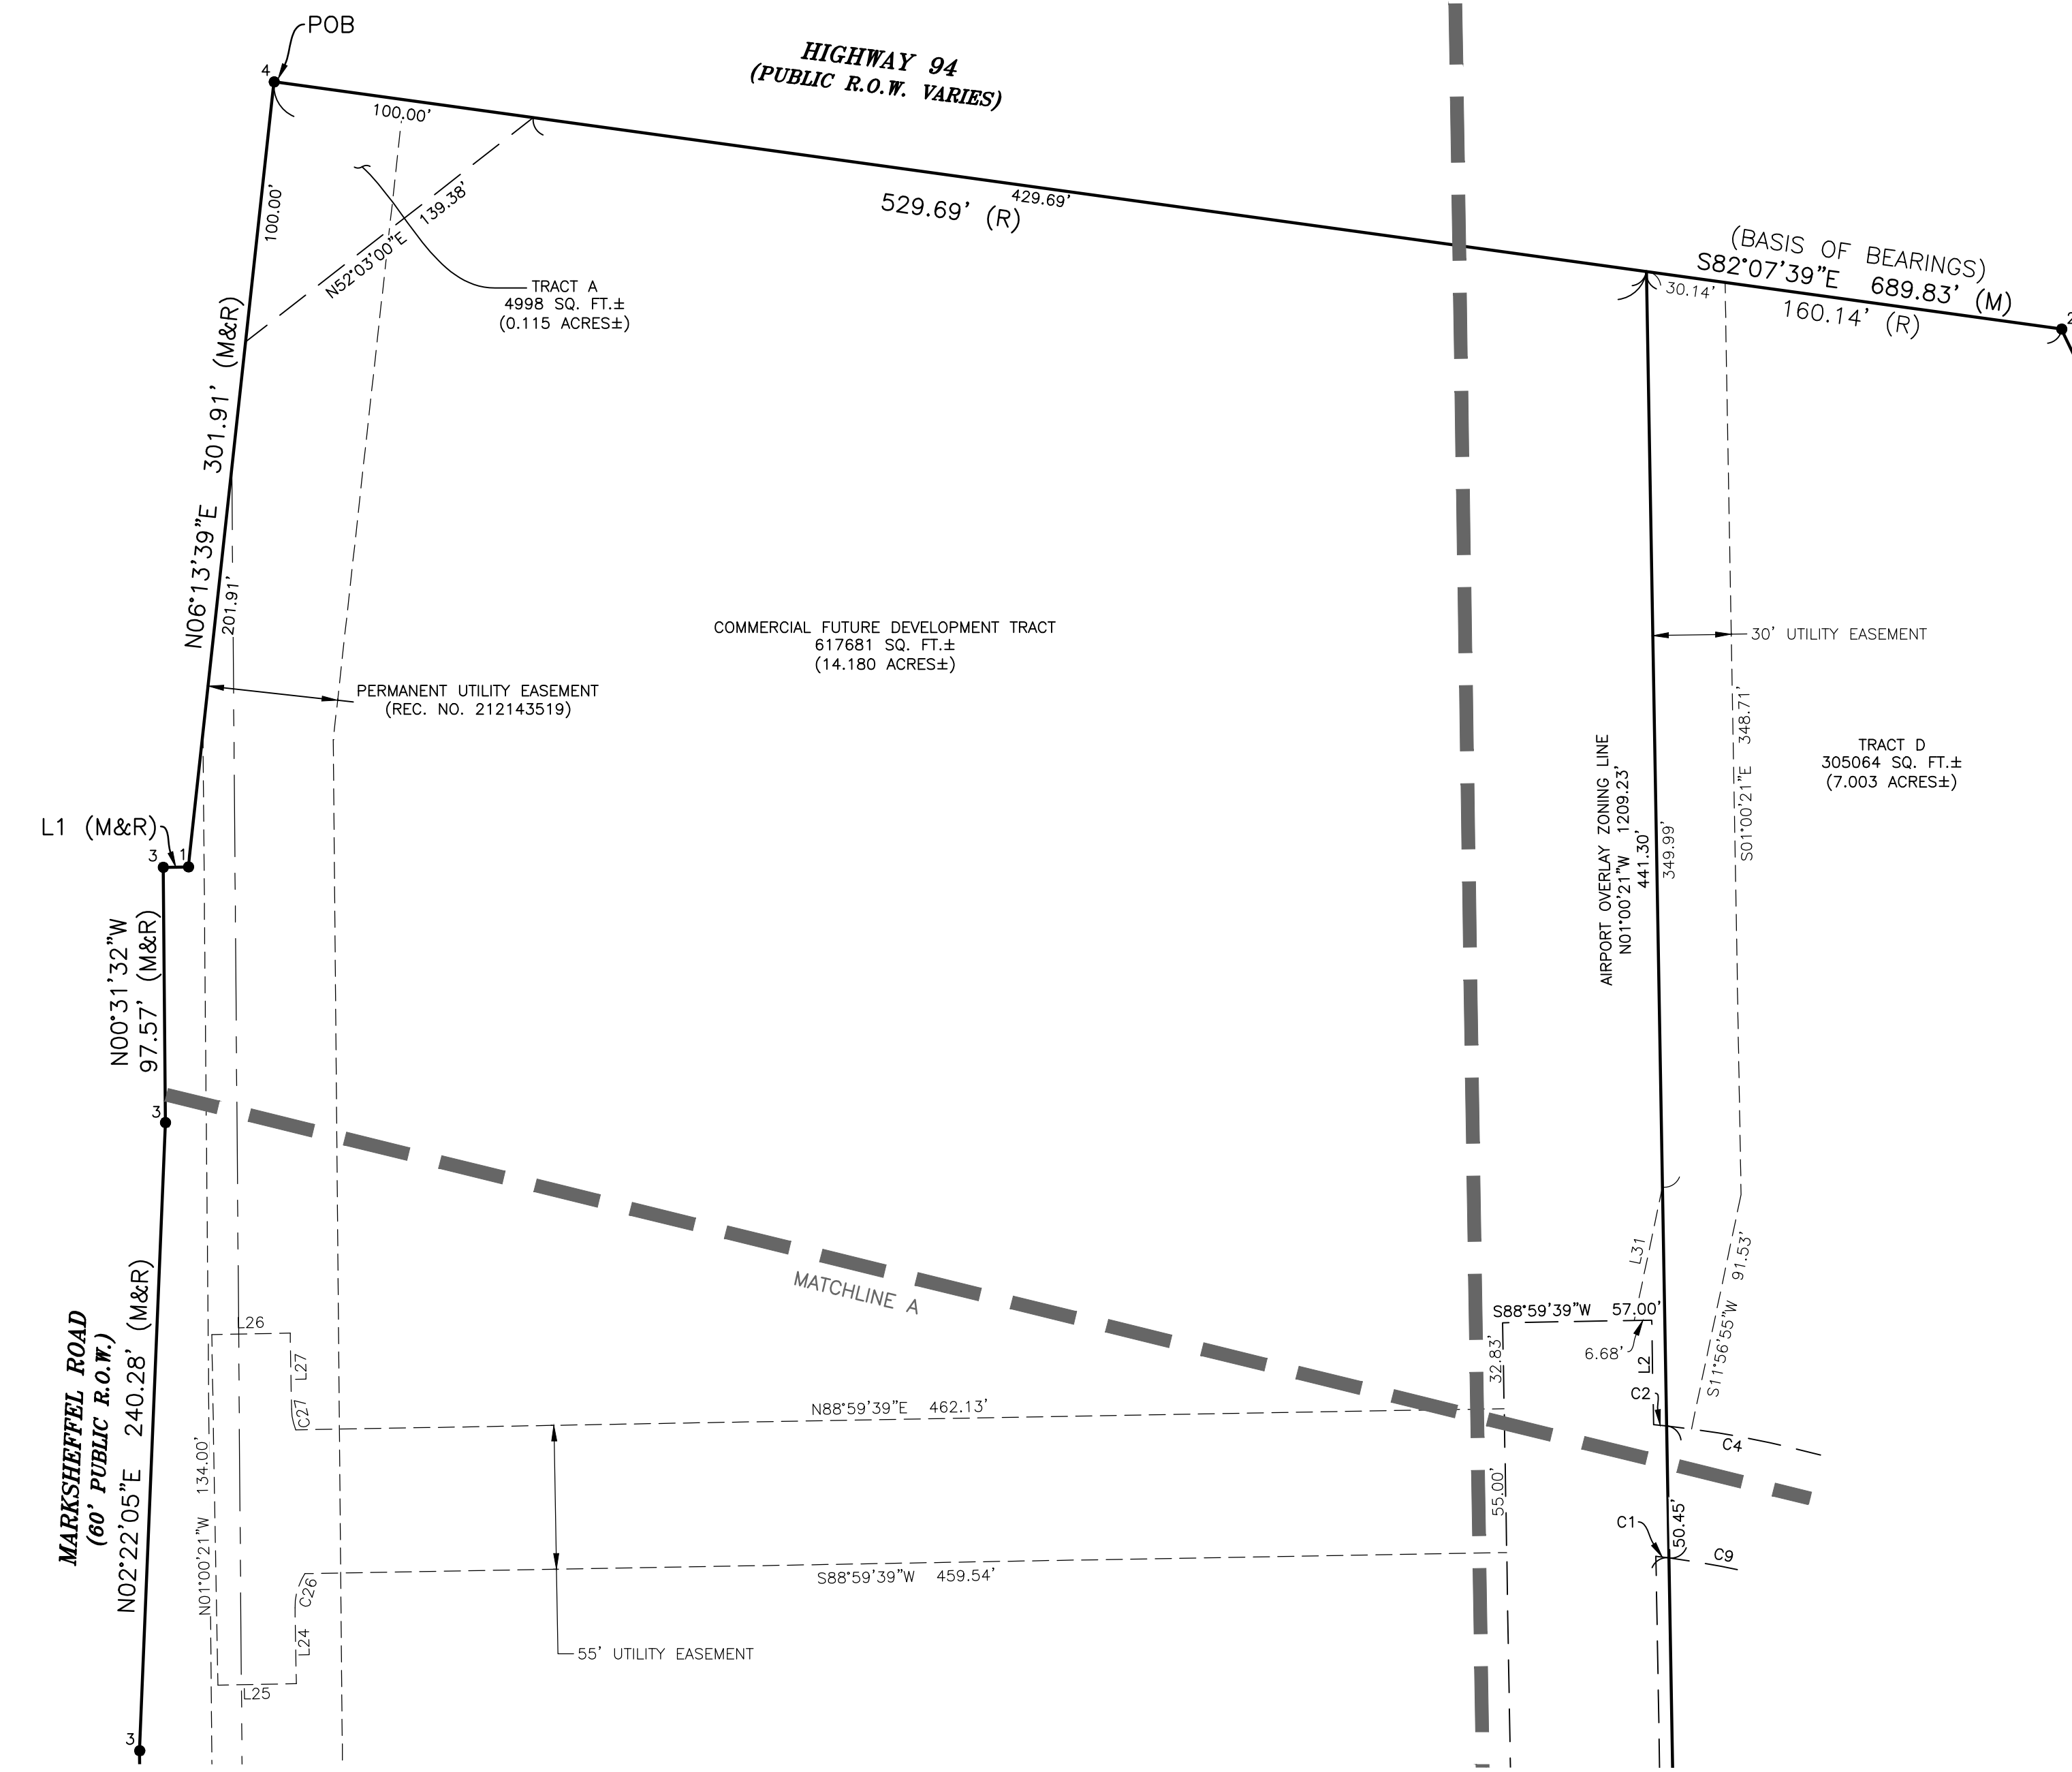 POB
4
HIGHWAY 94
(PUBLIC R.O.W. VARIES)
100.00'
100.00'
N52°03'00"E 139.38'
TRACT A
4998 SQ. FT.±
(0.115 ACRES±)
429.69'
529.69' (R)
(BASIS OF BEARINGS)
S82°07'39"E 689.83' (M)
30.14'
160.14' (R)
2
N06°13'39"E 301.91' (M&R)
201.91'
COMMERCIAL FUTURE DEVELOPMENT TRACT
617681 SQ. FT.±
(14.180 ACRES±)
30' UTILITY EASEMENT
PERMANENT UTILITY EASEMENT
(REC. NO. 212143519)
AIRPORT OVERLAY ZONING LINE
N01°00'21"W 1209.23'
441.30'
349.99'
S01°00'21"E 348.71'
TRACT D
305064 SQ. FT.±
(7.003 ACRES±)
L1 (M&R)
3
1
N00°31'32"W
97.57' (M&R)
3
MATCHLINE A
L31
S11°56'55"W 91.53'
S88°59'39"W 57.00'
6.68'
32.83'
L2
C2
C4
MARKSHEFFEL ROAD
(60' PUBLIC R.O.W.)
N02°22'05"E 240.28' (M&R)
L26
L27
C27
N88°59'39"E 462.13'
N01°00'21"W 134.00'
55.00'
50.45'
C1
C9
C26
S88°59'39"W 459.54'
L24
55' UTILITY EASEMENT
L25
3